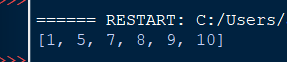 >>>
====== RESTART: C:/Users/
[1, 5, 7, 8, 9, 10]
>>>